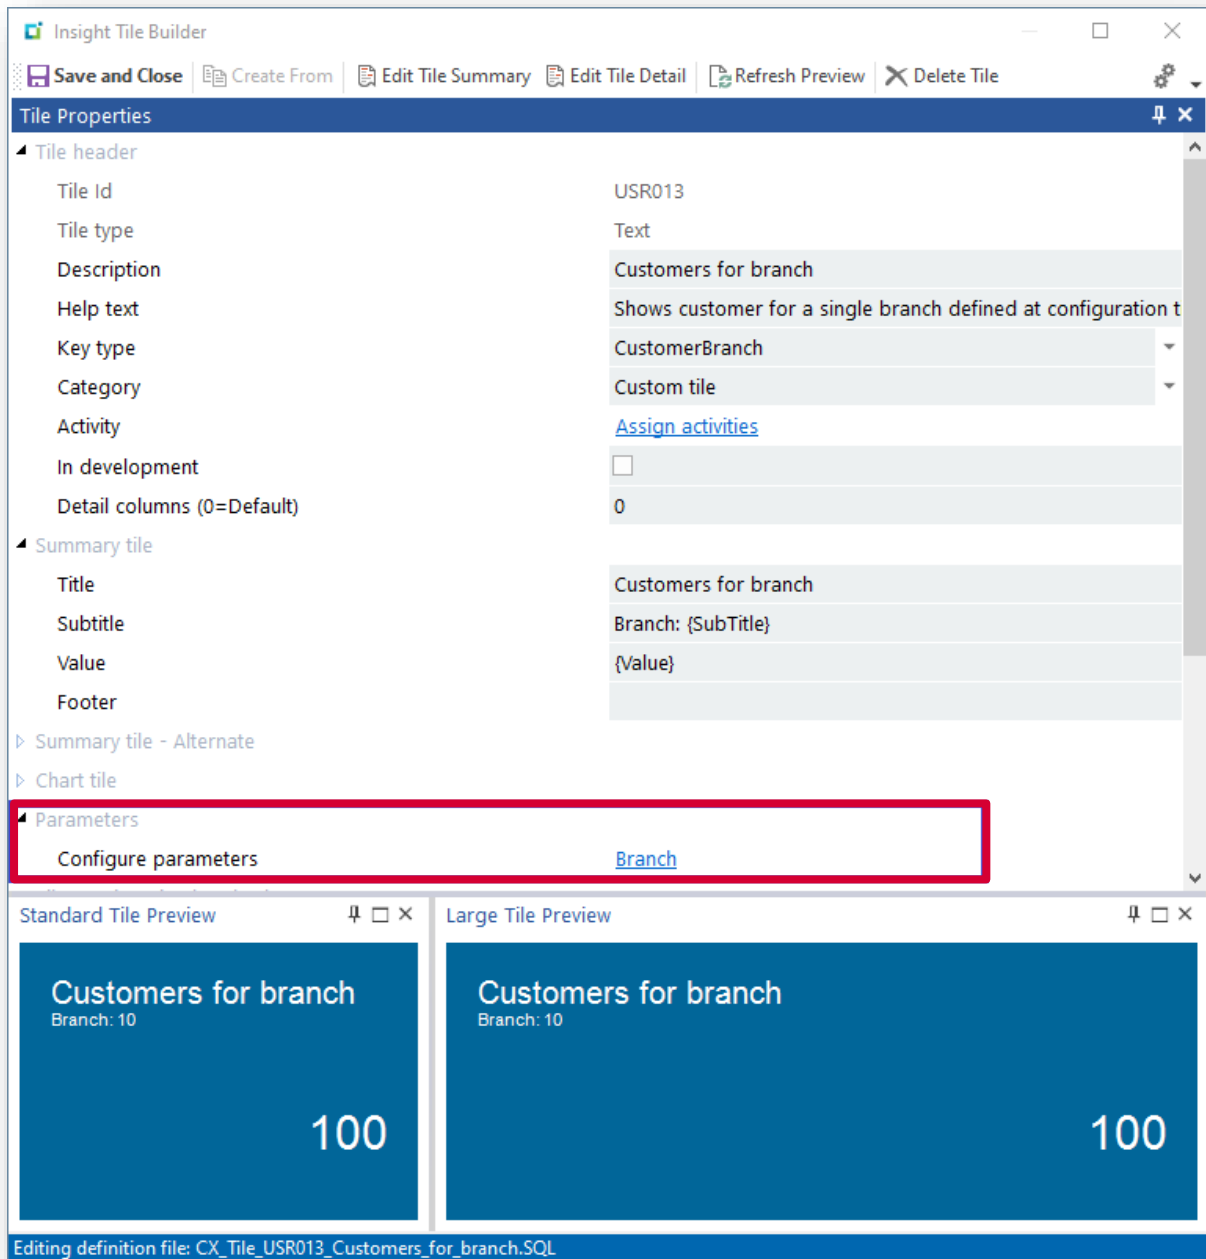 Insight Tile Builder
Save and Close Create From Edit Tile Summary Edit Tile Detail Refresh Preview Delete Tile
Tile Properties
Tile header
Tile Id USR013
Tile type Text
Description Customers for branch
Help text Shows customer for a single branch defined at configuration t
Key type CustomerBranch
Category Custom tile
Activity Assign activities
In development
Detail columns (0=Default) 0
Summary tile
Title Customers for branch
Subtitle Branch: {SubTitle}
Value {Value}
Footer
Summary tile - Alternate
Chart tile
Parameters
Configure parameters Branch
Standard Tile Preview
Customers for branch
Branch: 10
100
Large Tile Preview
Customers for branch
Branch: 10
100
Editing definition file: CX_Tile_USR013_Customers_for_branch.SQL